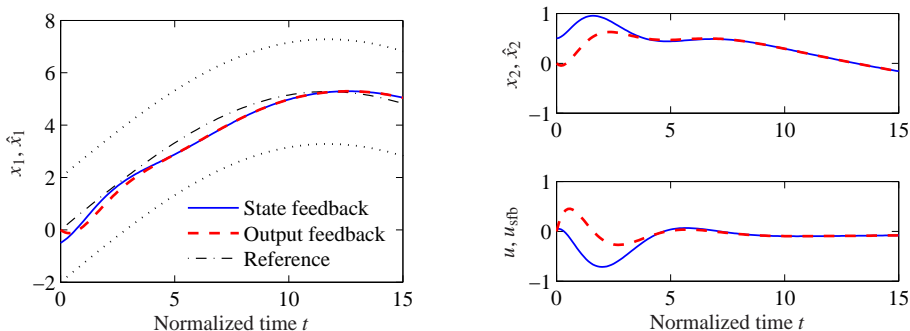 8
6
4
2
0
−2
x₁, x̂₁
State feedback
Output feedback
Reference
0 5 10 15
Normalized time t
1
0
−1
x₂, x̂₂
0 5 10 15
1
0
−1
u, u_sfb
0 5 10 15
Normalized time t